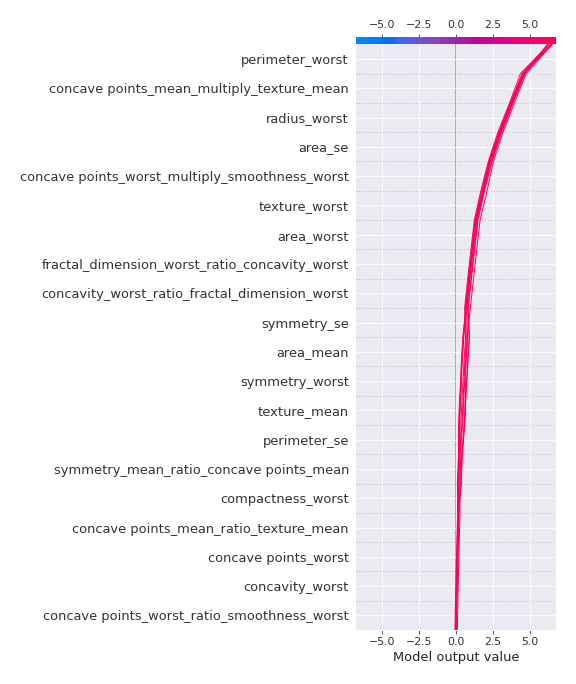 −5.0 −2.5 0.0 2.5 5.0
perimeter_worst
concave points_mean_multiply_texture_mean
radius_worst
area_se
concave points_worst_multiply_smoothness_worst
texture_worst
area_worst
fractal_dimension_worst_ratio_concavity_worst
concavity_worst_ratio_fractal_dimension_worst
symmetry_se
area_mean
symmetry_worst
texture_mean
perimeter_se
symmetry_mean_ratio_concave points_mean
compactness_worst
concave points_mean_ratio_texture_mean
concave points_worst
concavity_worst
concave points_worst_ratio_smoothness_worst
−5.0 −2.5 0.0 2.5 5.0
Model output value